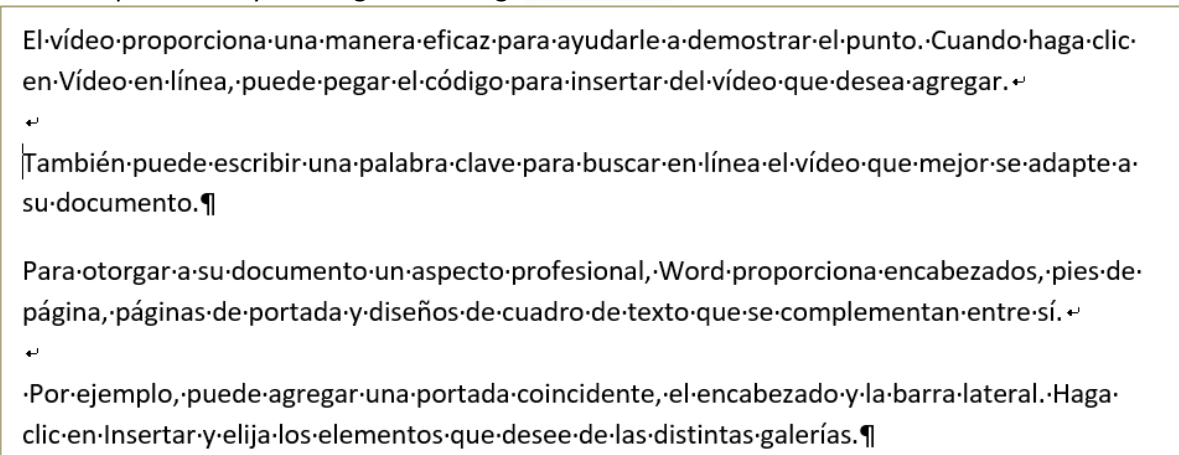 El·vídeo·proporciona·una·manera·eficaz·para·ayudarle·a·demostrar·el·punto.·Cuando·haga·clic·
en·Vídeo·en·línea,·puede·pegar·el·código·para·insertar·del·vídeo·que·desea·agregar.↵
↵
También·puede·escribir·una·palabra·clave·para·buscar·en·línea·el·vídeo·que·mejor·se·adapte·a·
su·documento.¶
Para·otorgar·a·su·documento·un·aspecto·profesional,·Word·proporciona·encabezados,·pies·de·
página,·páginas·de·portada·y·diseños·de·cuadro·de·texto·que·se·complementan·entre·sí.↵
↵
·Por·ejemplo,·puede·agregar·una·portada·coincidente,·el·encabezado·y·la·barra·lateral.·Haga·
clic·en·Insertar·y·elija·los·elementos·que·desee·de·las·distintas·galerías.¶